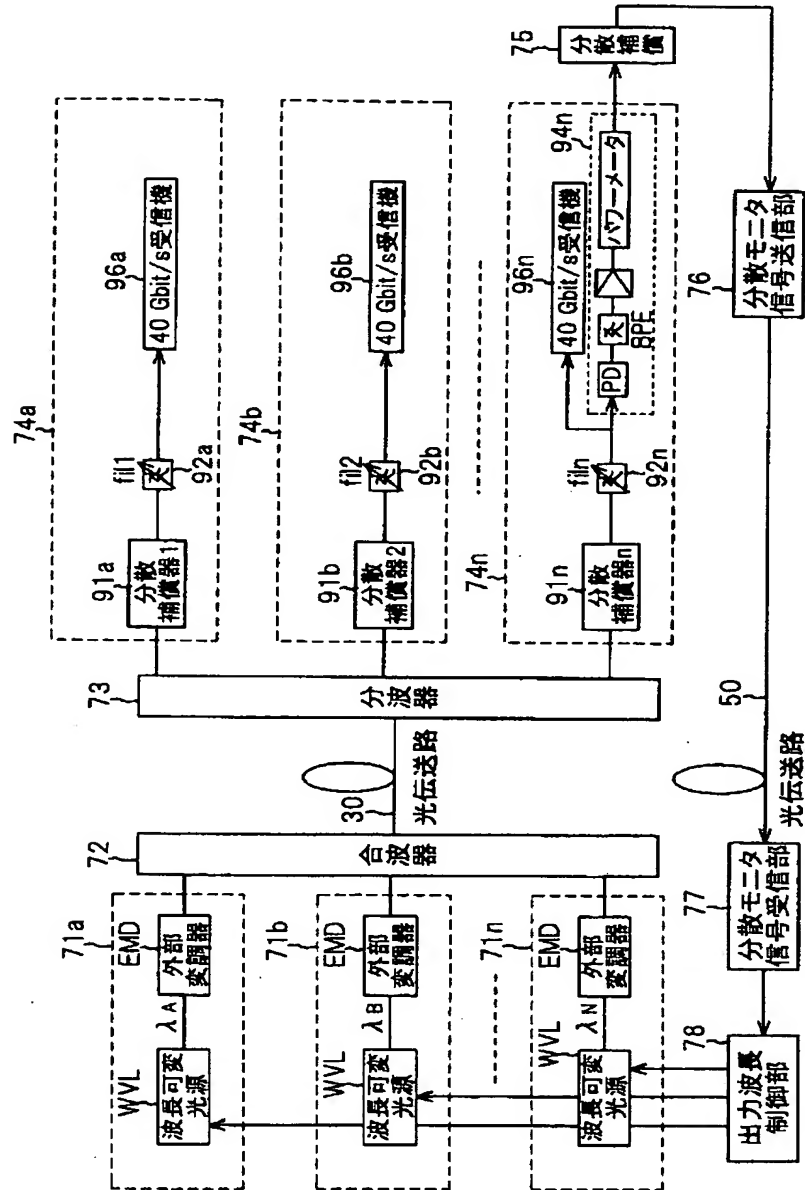 71a
EMD
WVL
波長可変
光源
λA
外部
変調器
71b
EMD
WVL
波長可変
光源
λB
外部
変調器
71n
EMD
WVL
波長可変
光源
λN
外部
変調器
72
合波器
30
光伝送路
73
分波器
74a
91a
分散
補償器1
fil1
92a
96a
40 Gbit/s受信機
74b
91b
分散
補償器2
fil2
92b
96b
40 Gbit/s受信機
74n
91n
分散
補償器n
filn
92n
96n
40 Gbit/s受信機
94n
PD
BPF
パワーメータ
75
分散
補償
76
分散モニタ
信号送信部
50
光伝送路
77
分散モニタ
信号受信部
78
出力波長
制御部